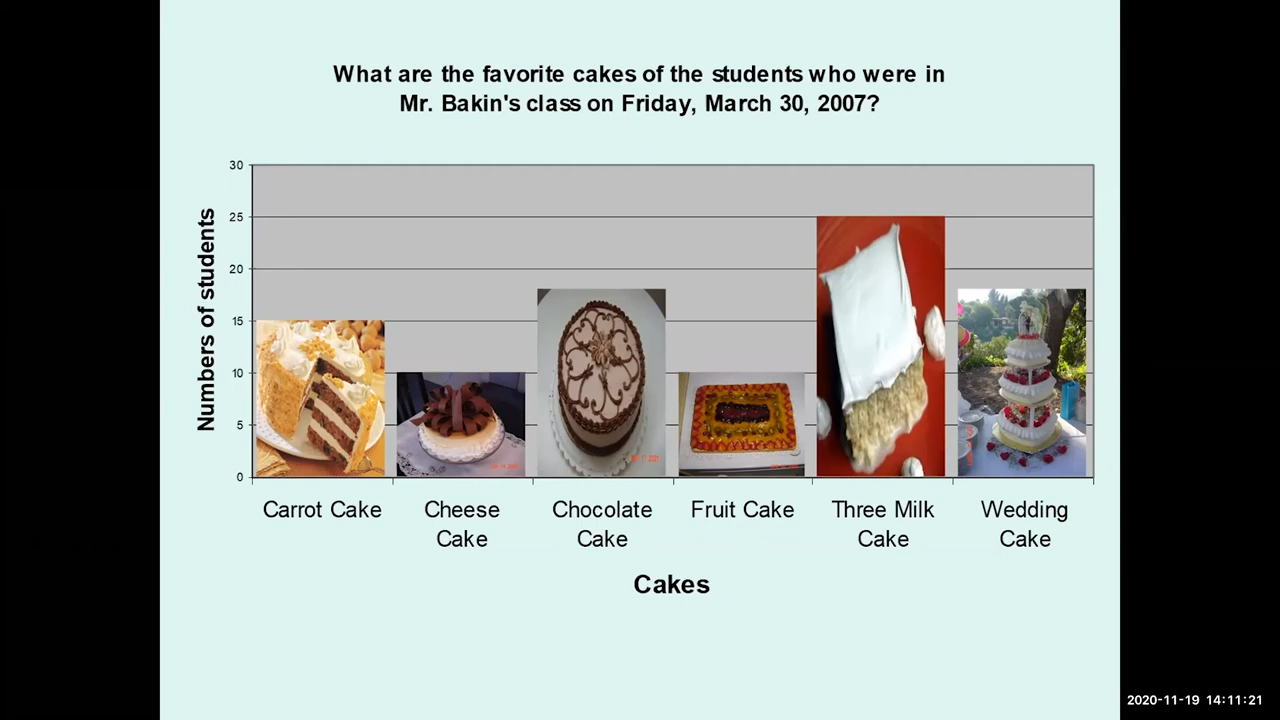 What are the favorite cakes of the students who were in
Mr. Bakin's class on Friday, March 30, 2007?
Numbers of students
30
25
20
15
10
5
0
Carrot Cake
Cheese
Cake
Chocolate
Cake
Fruit Cake
Three Milk
Cake
Wedding
Cake
Cakes
2020-11-19 14:11:21